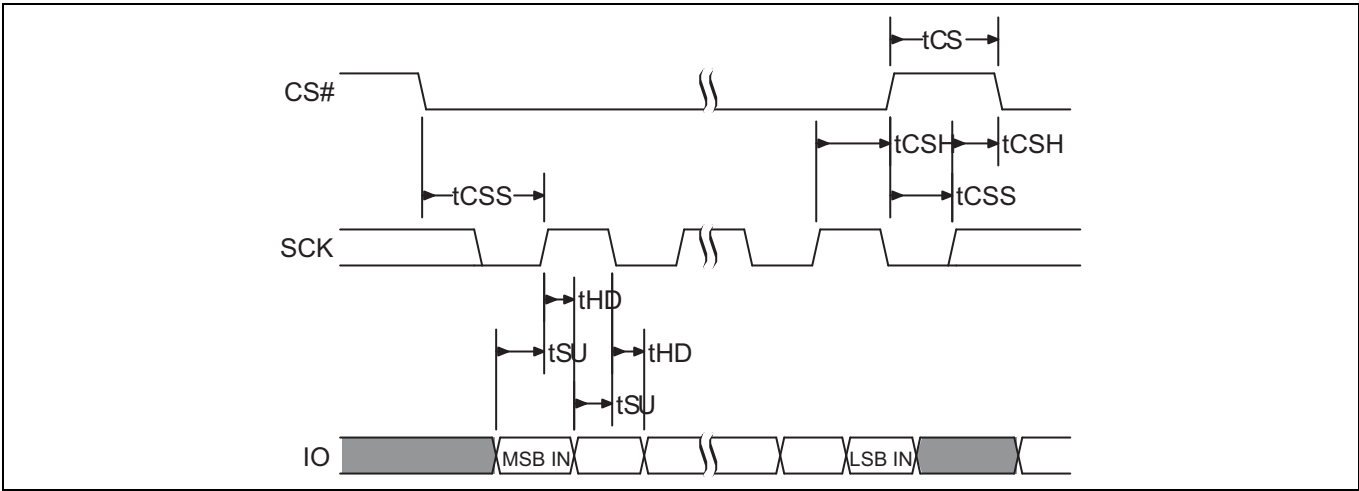 tCS
CS#
tCSH
tCSH
tCSS
tCSS
SCK
tHD
tSU
tHD
tSU
IO
MSB IN
LSB IN